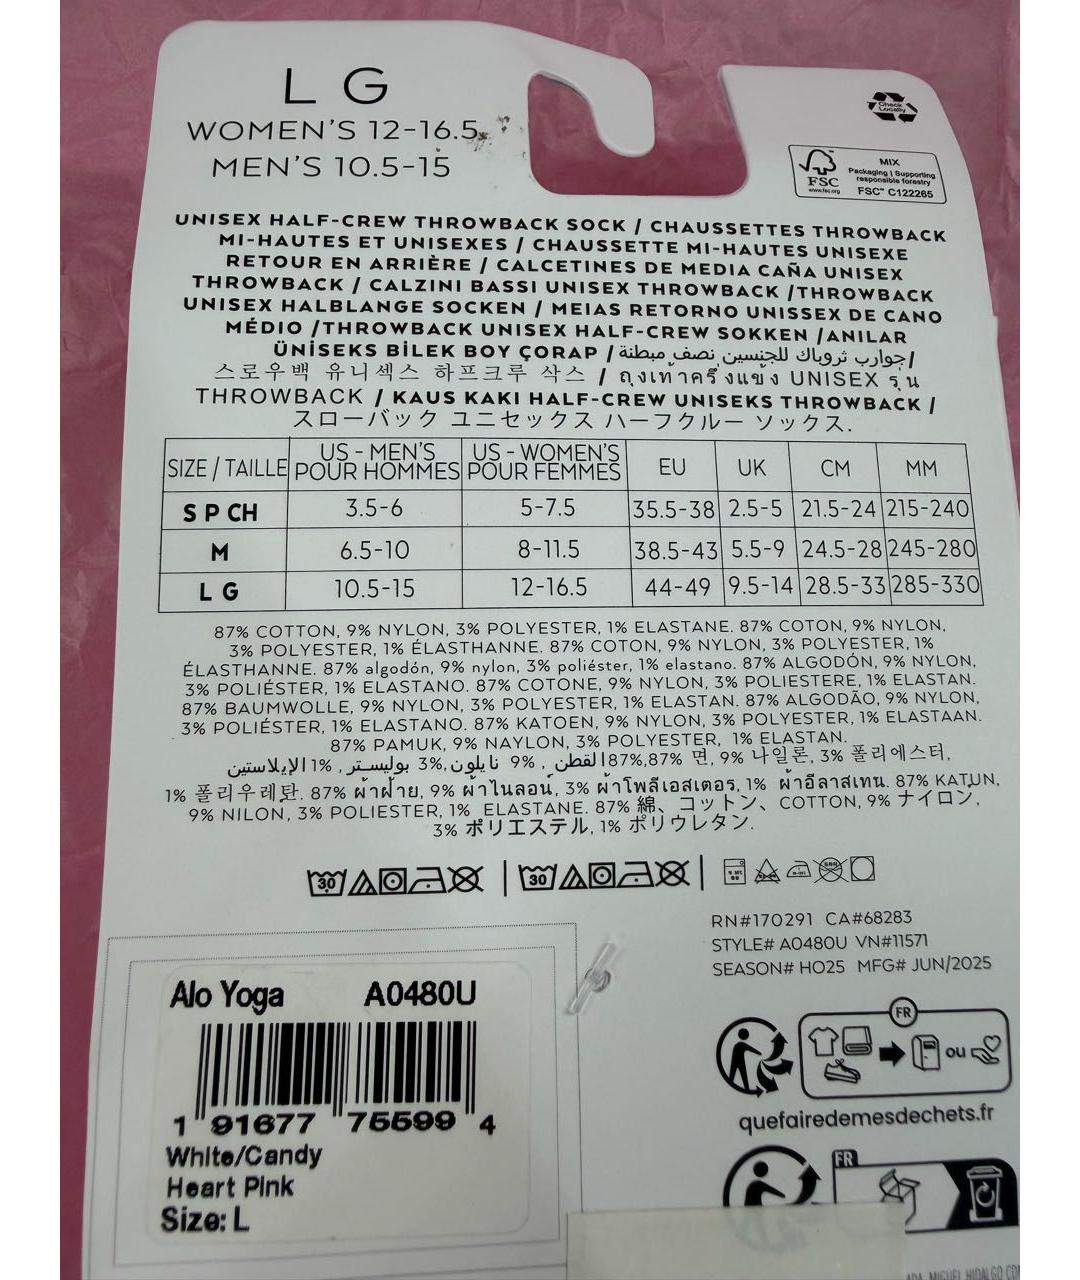 L G
WOMEN'S 12-16.5
MEN'S 10.5-15
Check
Locally
FSC
www.fsc.org
MIX
Packaging | Supporting
responsible forestry
FSC™ C122265
UNISEX HALF-CREW THROWBACK SOCK / CHAUSSETTES THROWBACK
MI-HAUTES ET UNISEXES / CHAUSSETTE MI-HAUTES UNISEXE
RETOUR EN ARRIÈRE / CALCETINES DE MEDIA CAÑA UNISEX
THROWBACK / CALZINI BASSI UNISEX THROWBACK /THROWBACK
UNISEX HALBLANGE SOCKEN / MEIAS RETORNO UNISSEX DE CANO
MÉDIO /THROWBACK UNISEX HALF-CREW SOKKEN /ANILAR
ÜNİSEKS BİLEK BOY ÇORAP / جوارب ثروباك للجنسين نصف مبطنة/
스로우백 유니섹스 하프크루 삭스 / ถุงเท้าครึ่งแข้ง UNISEX รุ่น
THROWBACK / KAUS KAKI HALF-CREW UNISEKS THROWBACK /
スローバック ユニセックス ハーフクルー ソックス.
SIZE / TAILLE US - MEN'S POUR HOMMES US - WOMEN'S POUR FEMMES EU UK CM MM
S P CH 3.5-6 5-7.5 35.5-38 2.5-5 21.5-24 215-240
M 6.5-10 8-11.5 38.5-43 5.5-9 24.5-28 245-280
L G 10.5-15 12-16.5 44-49 9.5-14 28.5-33 285-330
87% COTTON, 9% NYLON, 3% POLYESTER, 1% ELASTANE. 87% COTON, 9% NYLON,
3% POLYESTER, 1% ÉLASTHANNE. 87% COTON, 9% NYLON, 3% POLYESTER, 1%
ÉLASTHANNE. 87% algodón, 9% nylon, 3% poliéster, 1% elastano. 87% ALGODÓN, 9% NYLON,
3% POLIÉSTER, 1% ELASTANO. 87% COTONE, 9% NYLON, 3% POLIESTERE, 1% ELASTAN.
87% BAUMWOLLE, 9% NYLON, 3% POLYESTER, 1% ELASTAN. 87% ALGODÃO, 9% NYLON,
3% POLIÉSTER, 1% ELASTANO. 87% KATOEN, 9% NYLON, 3% POLYESTER, 1% ELASTAAN.
87% PAMUK, 9% NAYLON, 3% POLYESTER, 1% ELASTAN.
87%القطن, 9% نايلون,3% بوليستر, 1%الإيلاستين ,87% 면, 9% 나일론, 3% 폴리에스터,
1% 폴리우레탄. 87% ผ้าฝ้าย, 9% ผ้าไนลอน, 3% ผ้าโพลีเอสเตอร, 1% ผ้าอีลาสเทน. 87% KATUN,
9% NILON, 3% POLIESTER, 1% ELASTANE. 87% 綿、コットン、COTTON, 9% ナイロン,
3% ポリエステル, 1% ポリウレタン.
30 30
RN#170291 CA#68283
STYLE# A0480U VN#11571
SEASON# HO25 MFG# JUN/2025
Alo Yoga A0480U
1 91677 75599 4
White/Candy
Heart Pink
Size: L
FR
ou
quefairedemesdechets.fr
FR
MIGUEL HIDALGO